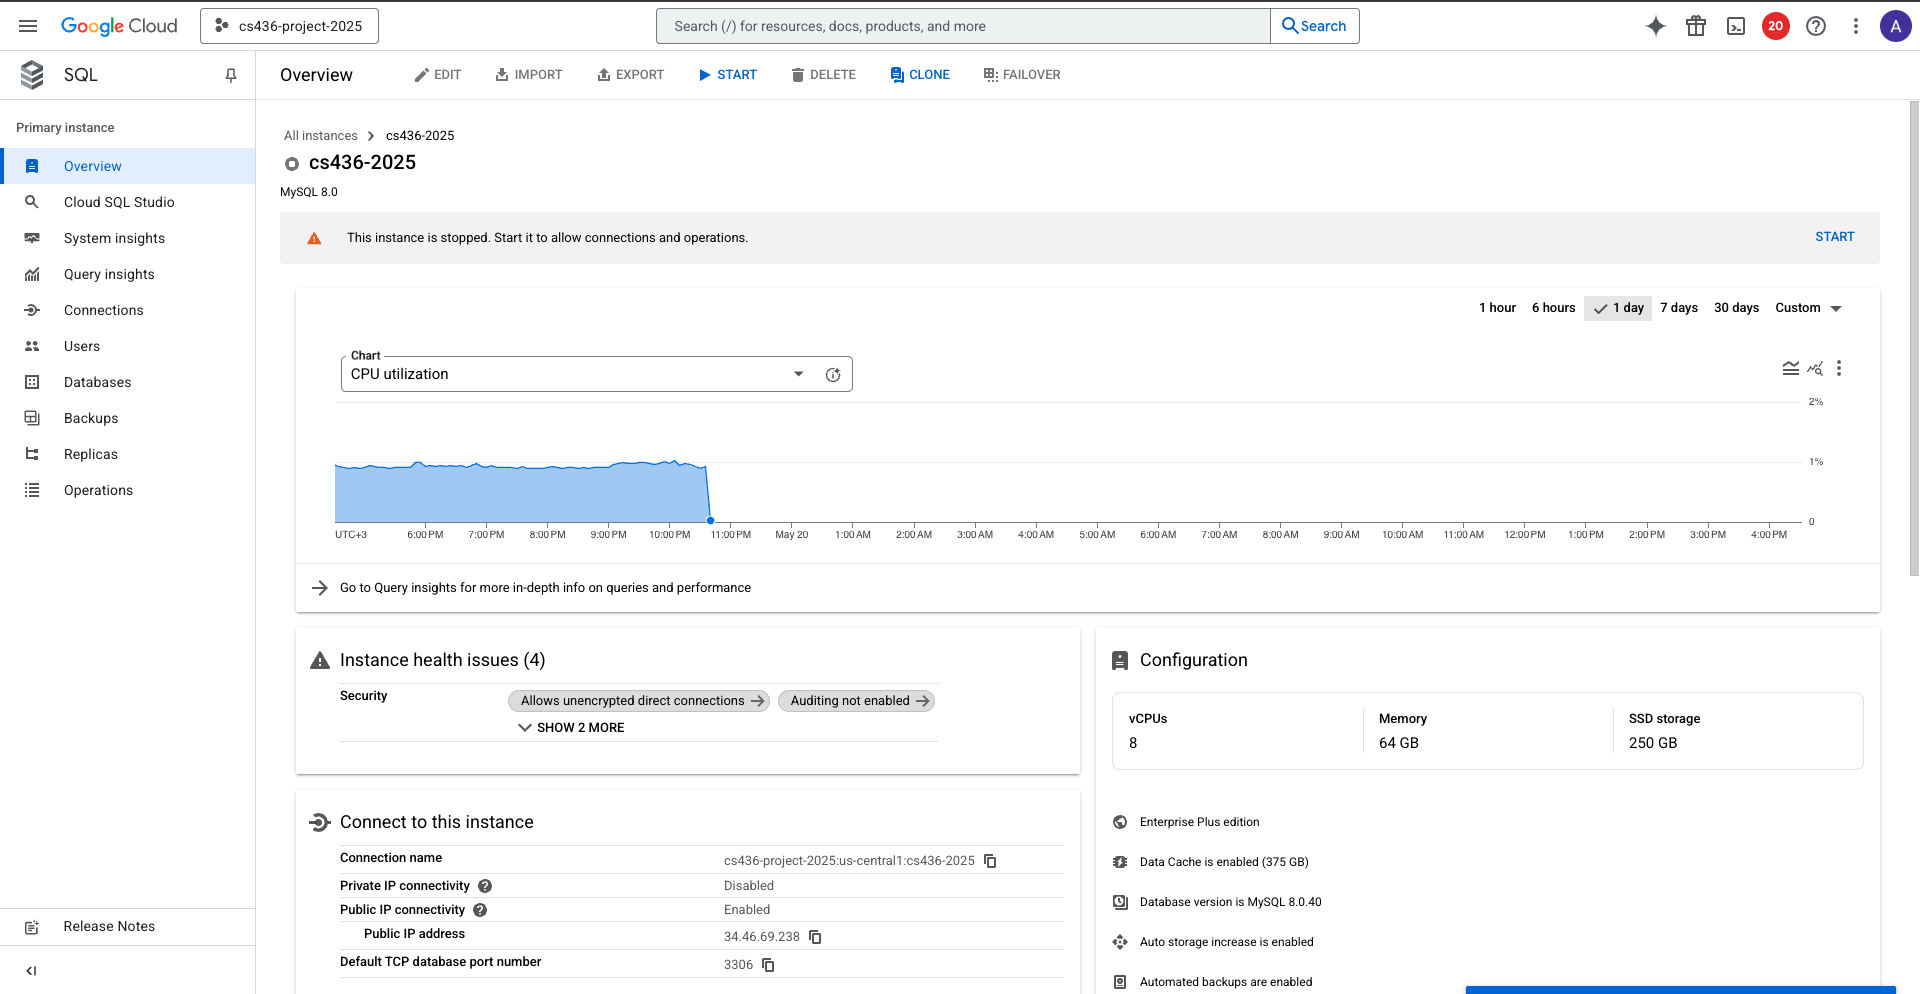 Google Cloud
cs436-project-2025
Search (/) for resources, docs, products, and more
Search
20
A
SQL
Overview
EDIT
IMPORT
EXPORT
START
DELETE
CLONE
FAILOVER
Primary instance
Overview
Cloud SQL Studio
System insights
Query insights
Connections
Users
Databases
Backups
Replicas
Operations
Release Notes
All instances > cs436-2025
cs436-2025
MySQL 8.0
This instance is stopped. Start it to allow connections and operations.
START
1 hour 6 hours 1 day 7 days 30 days Custom
Chart
CPU utilization
2%
1%
0
UTC+3 6:00 PM 7:00 PM 8:00 PM 9:00 PM 10:00 PM 11:00 PM May 20 1:00 AM 2:00 AM 3:00 AM 4:00 AM 5:00 AM 6:00 AM 7:00 AM 8:00 AM 9:00 AM 10:00 AM 11:00 AM 12:00 PM 1:00 PM 2:00 PM 3:00 PM 4:00 PM
Go to Query insights for more in-depth info on queries and performance
Instance health issues (4)
Security
Allows unencrypted direct connections
Auditing not enabled
SHOW 2 MORE
Connect to this instance
Connection name cs436-project-2025:us-central1:cs436-2025
Private IP connectivity Disabled
Public IP connectivity Enabled
Public IP address 34.46.69.238
Default TCP database port number 3306
Configuration
vCPUs Memory SSD storage
8 64 GB 250 GB
Enterprise Plus edition
Data Cache is enabled (375 GB)
Database version is MySQL 8.0.40
Auto storage increase is enabled
Automated backups are enabled